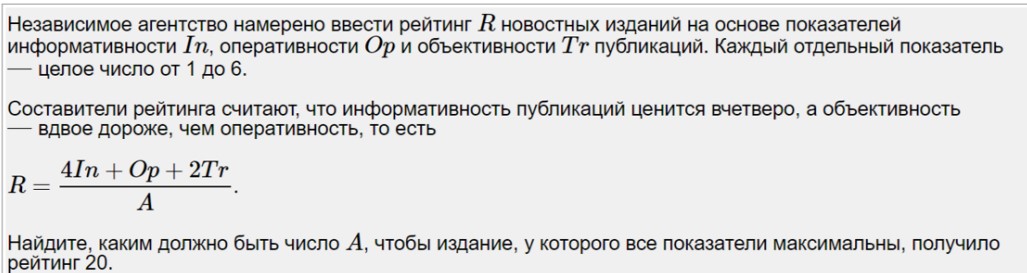 Независимое агентство намерено ввести рейтинг R новостных изданий на основе показателей
информативности In, оперативности Op и объективности Tr публикаций. Каждый отдельный показатель
— целое число от 1 до 6.
Составители рейтинга считают, что информативность публикаций ценится вчетверо, а объективность
— вдвое дороже, чем оперативность, то есть
R = \frac{4In + Op + 2Tr}{A}.
Найдите, каким должно быть число A, чтобы издание, у которого все показатели максимальны, получило
рейтинг 20.